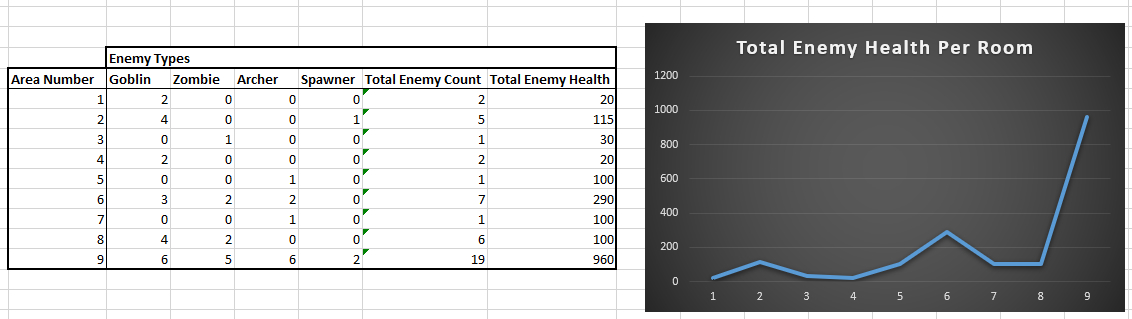 Enemy Types
Area Number Goblin Zombie Archer Spawner Total Enemy Count Total Enemy Health
1 2 0 0 0 2 20
2 4 0 0 1 5 115
3 0 1 0 0 1 30
4 2 0 0 0 2 20
5 0 0 1 0 1 100
6 3 2 2 0 7 290
7 0 0 1 0 1 100
8 4 2 0 0 6 100
9 6 5 6 2 19 960
Total Enemy Health Per Room
1200
1000
800
600
400
200
0
1 2 3 4 5 6 7 8 9